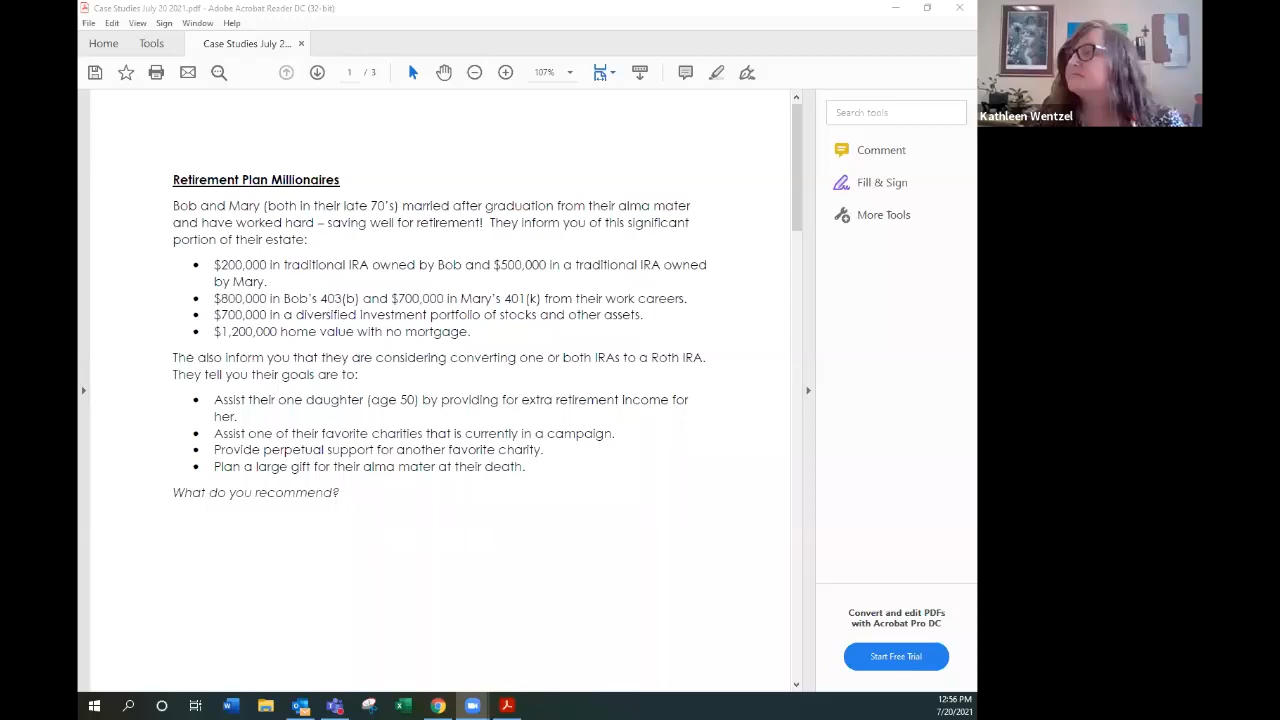 Case Studies July 20 2021.pdf - Adobe Acrobat Reader DC (32-bit)
File Edit View Sign Window Help
Home Tools Case Studies July 2... ×
1 / 3 107%
Kathleen Wentzel
Search tools
Comment
Fill & Sign
More Tools
Retirement Plan Millionaires
Bob and Mary (both in their late 70's) married after graduation from their alma mater
and have worked hard – saving well for retirement! They inform you of this significant
portion of their estate:
• $200,000 in traditional IRA owned by Bob and $500,000 in a traditional IRA owned
by Mary.
• $800,000 in Bob's 403(b) and $700,000 in Mary's 401(k) from their work careers.
• $700,000 in a diversified investment portfolio of stocks and other assets.
• $1,200,000 home value with no mortgage.
The also inform you that they are considering converting one or both IRAs to a Roth IRA.
They tell you their goals are to:
• Assist their one daughter (age 50) by providing for extra retirement income for
her.
• Assist one of their favorite charities that is currently in a campaign.
• Provide perpetual support for another favorite charity.
• Plan a large gift for their alma mater at their death.
What do you recommend?
Convert and edit PDFs
with Acrobat Pro DC
Start Free Trial
12:56 PM
7/20/2021